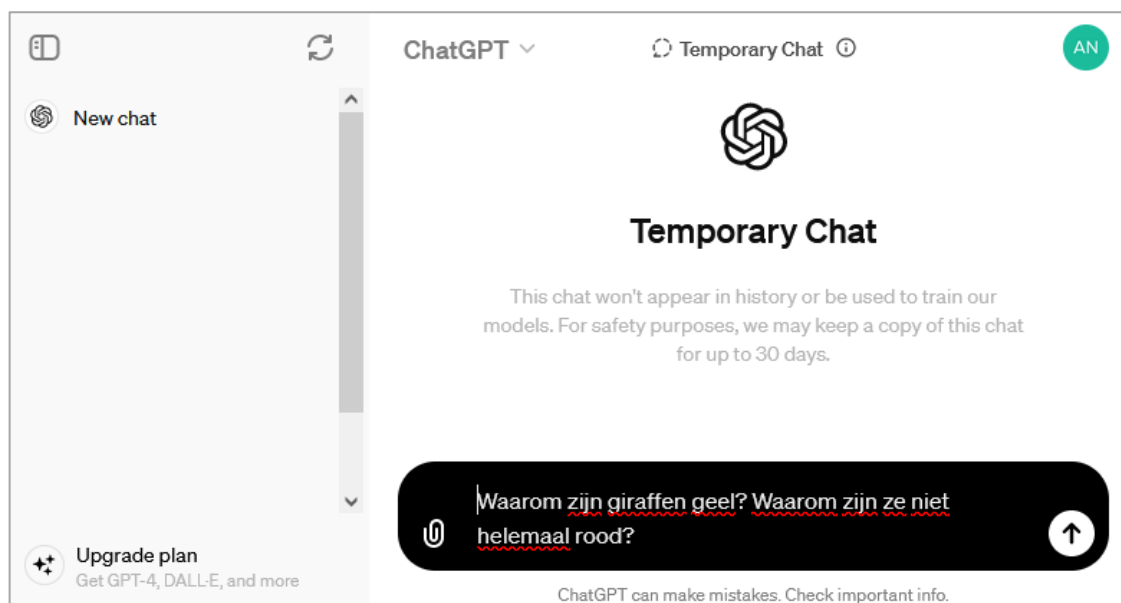 ChatGPT
Temporary Chat
AN
New chat
Temporary Chat
This chat won't appear in history or be used to train our
models. For safety purposes, we may keep a copy of this chat
for up to 30 days.
Waarom zijn giraffen geel? Waarom zijn ze niet
helemaal rood?
Upgrade plan
Get GPT-4, DALL·E, and more
ChatGPT can make mistakes. Check important info.